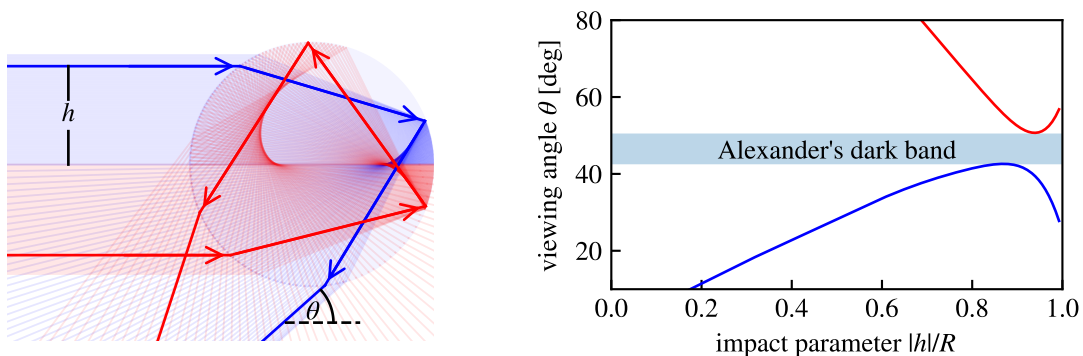 h
θ
80
60
40
20
viewing angle θ [deg]
Alexander's dark band
0.0 0.2 0.4 0.6 0.8 1.0
impact parameter |h|/R